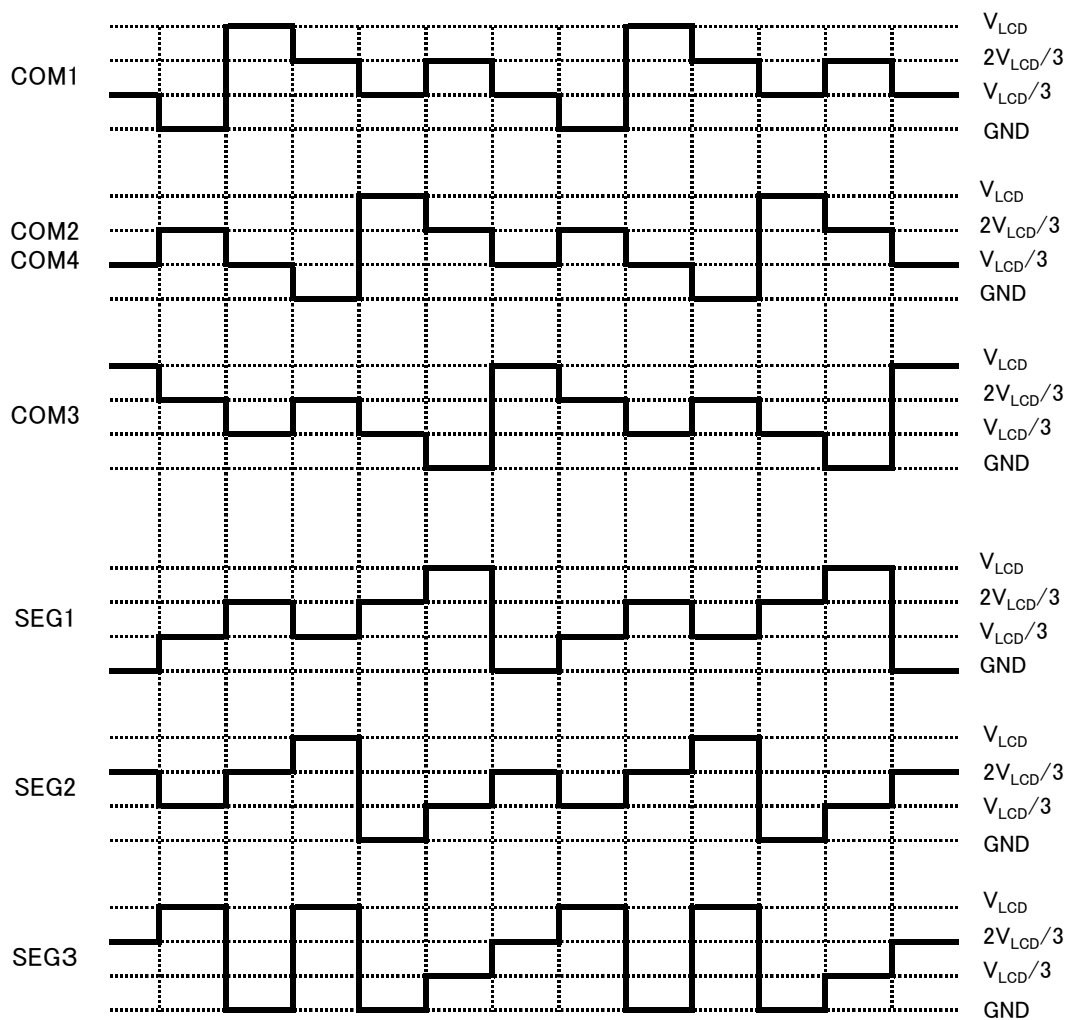 COM1
V_LCD
2V_LCD/3
V_LCD/3
GND
COM2
COM4
V_LCD
2V_LCD/3
V_LCD/3
GND
COM3
V_LCD
2V_LCD/3
V_LCD/3
GND
SEG1
V_LCD
2V_LCD/3
V_LCD/3
GND
SEG2
V_LCD
2V_LCD/3
V_LCD/3
GND
SEG3
V_LCD
2V_LCD/3
V_LCD/3
GND